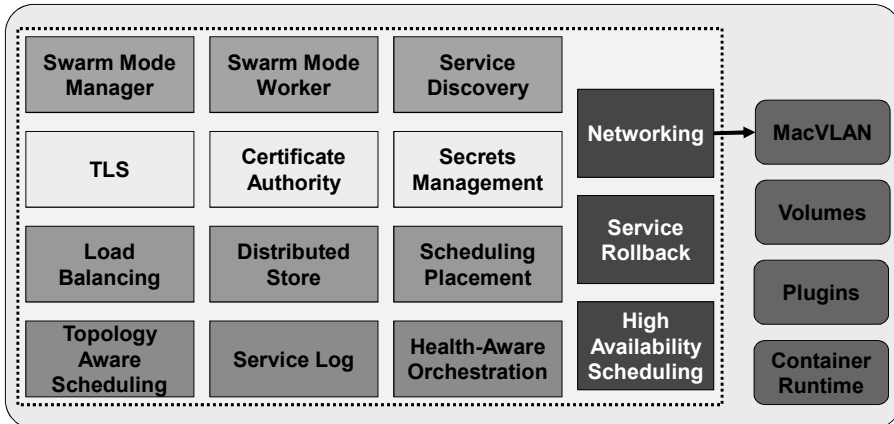 Swarm Mode
Manager
Swarm Mode
Worker
Service
Discovery
Networking
MacVLAN
TLS
Certificate
Authority
Secrets
Management
Service
Rollback
Volumes
Load
Balancing
Distributed
Store
Scheduling
Placement
Plugins
Topology
Aware
Scheduling
Service Log
Health-Aware
Orchestration
High
Availability
Scheduling
Container
Runtime